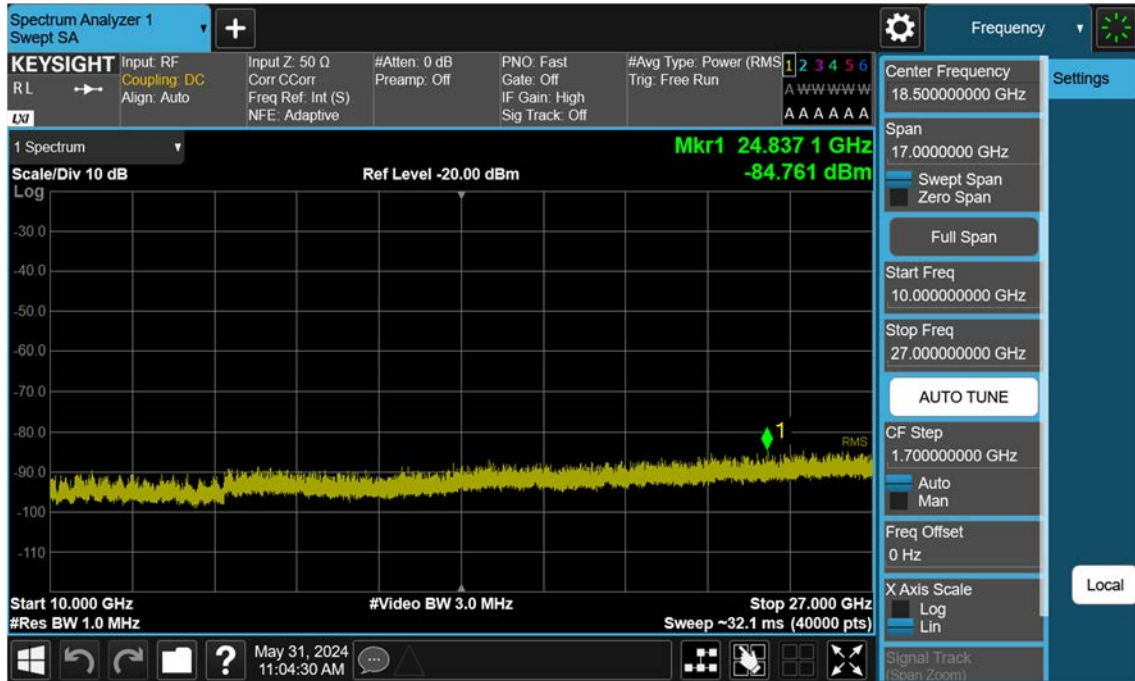 Spectrum Analyzer 1
Swept SA
Frequency
KEYSIGHT
R L
LXI
Input: RF
Coupling: DC
Align: Auto
Input Z: 50 Ω
Corr CCorr
Freq Ref: Int (S)
NFE: Adaptive
#Atten: 0 dB
Preamp: Off
PNO: Fast
Gate: Off
IF Gain: High
Sig Track: Off
#Avg Type: Power (RMS
Trig: Free Run
1 2 3 4 5 6
A W W W W W
A A A A A A
1 Spectrum
Scale/Div 10 dB
Log
Ref Level -20.00 dBm
Mkr1 24.837 1 GHz
-84.761 dBm
-30.0
-40.0
-50.0
-60.0
-70.0
-80.0
-90.0
-100
-110
1
RMS
Start 10.000 GHz
#Res BW 1.0 MHz
#Video BW 3.0 MHz
Stop 27.000 GHz
Sweep ~32.1 ms (40000 pts)
Center Frequency
18.500000000 GHz
Span
17.0000000 GHz
Swept Span
Zero Span
Full Span
Start Freq
10.000000000 GHz
Stop Freq
27.000000000 GHz
AUTO TUNE
CF Step
1.700000000 GHz
Auto
Man
Freq Offset
0 Hz
X Axis Scale
Log
Lin
Signal Track
(Span Zoom)
Settings
Local
?
May 31, 2024
11:04:30 AM